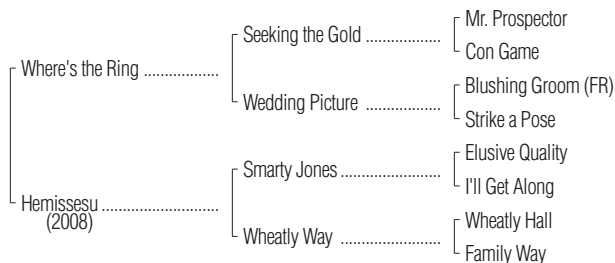 Mr. Prospector
Seeking the Gold ..................
Con Game
Where's the Ring ..................
Blushing Groom (FR)
Wedding Picture ..................
Strike a Pose
Elusive Quality
Smarty Jones .......................
I'll Get Along
Hemissesu ............................
(2008)
Wheatly Hall
Wheatly Way .......................
Family Way